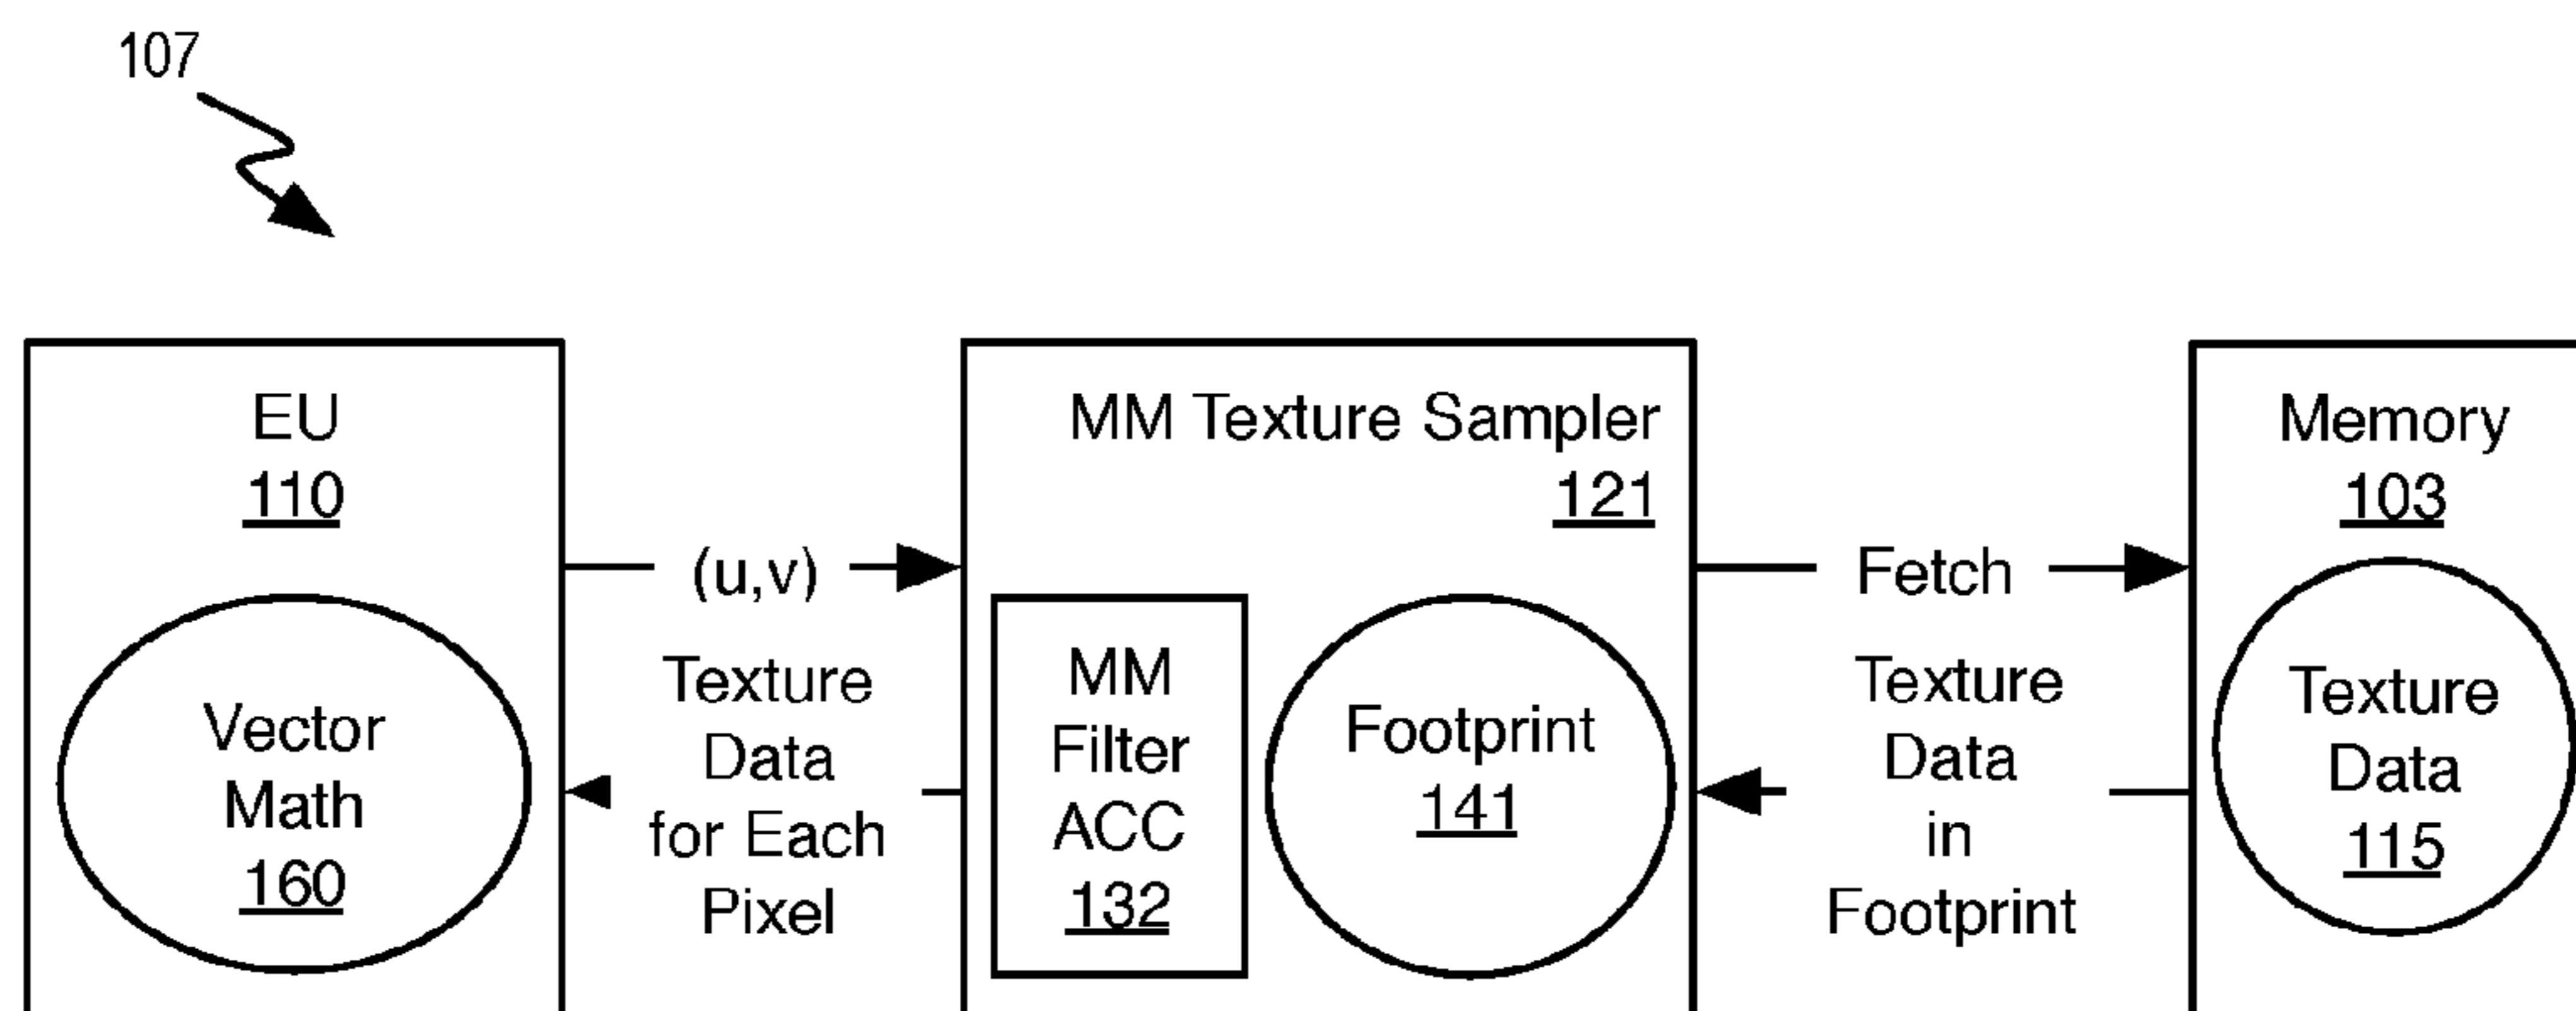 107
EU
110
Vector
Math
160
(u,v)
Texture
Data
for Each
Pixel
MM Texture Sampler
121
MM
Filter
ACC
132
Footprint
141
Fetch
Texture
Data
in
Footprint
Memory
103
Texture
Data
115